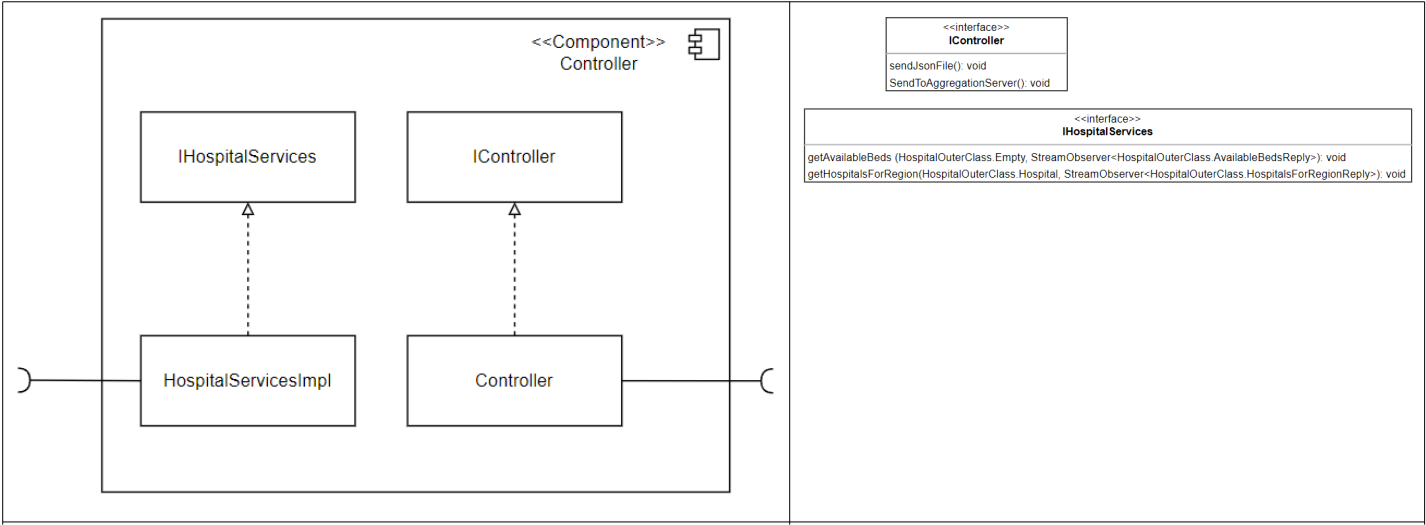 <<Component>>
Controller
IHospitalServices
IController
HospitalServicesImpl
Controller
<<interface>>
IController
sendJsonFile(): void
SendToAggregationServer(): void
<<interface>>
IHospitalServices
getAvailableBeds (HospitalOuterClass.Empty, StreamObserver<HospitalOuterClass.AvailableBedsReply>): void
getHospitalsForRegion(HospitalOuterClass.Hospital, StreamObserver<HospitalOuterClass.HospitalsForRegionReply>): void